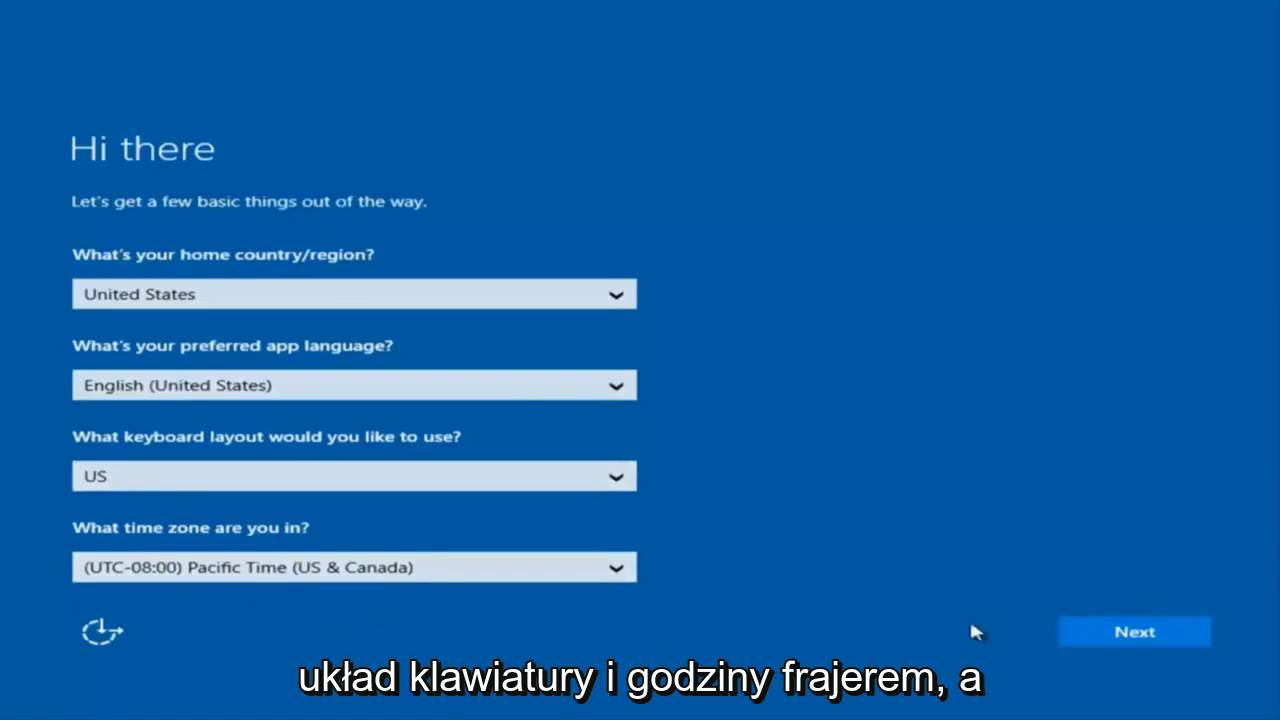 Hi there
Let's get a few basic things out of the way.
What's your home country/region?
United States
What's your preferred app language?
English (United States)
What keyboard layout would you like to use?
US
What time zone are you in?
(UTC-08:00) Pacific Time (US & Canada)
Next
układ klawiatury i godziny frajerem, a